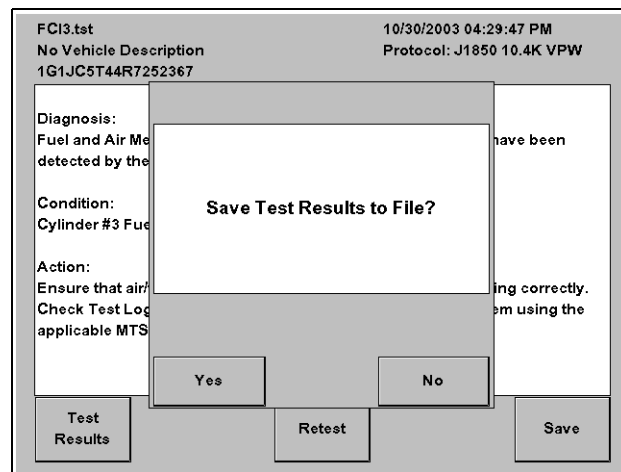 FCI3.tst 10/30/2003 04:29:47 PM
No Vehicle Description Protocol: J1850 10.4K VPW
1G1JC5T44R7252367
Diagnosis:
Fuel and Air Me have been
detected by the
Condition:
Cylinder #3 Fue
Save Test Results to File?
Action:
Ensure that air/ ing correctly.
Check Test Log em using the
applicable MTS
Yes No
Test Results Retest Save